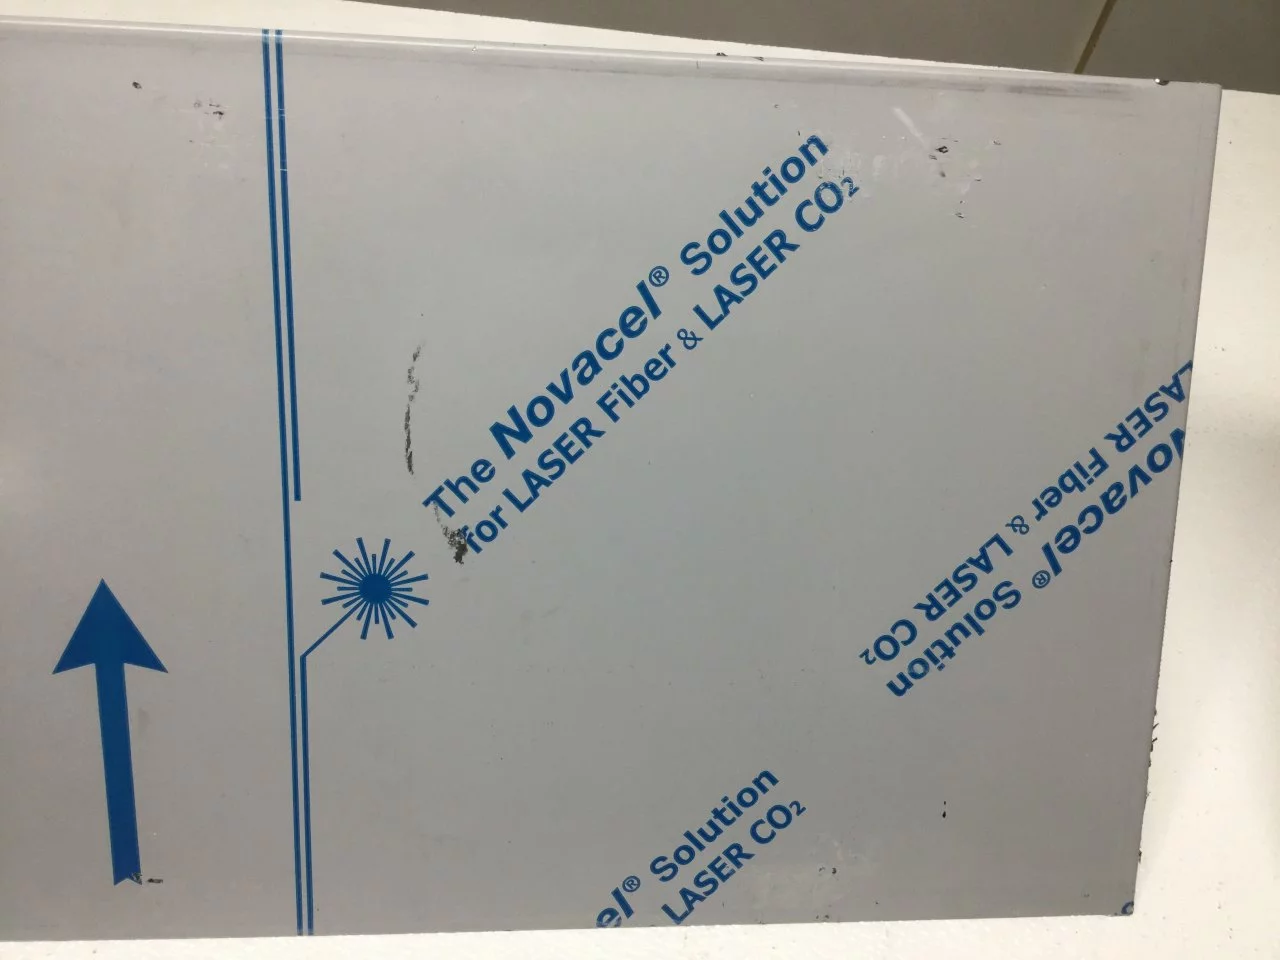 The Novacel® Solution
for LASER Fiber & LASER CO₂
Novacel® Solution
LASER Fiber & LASER CO₂
el® Solution
LASER CO₂